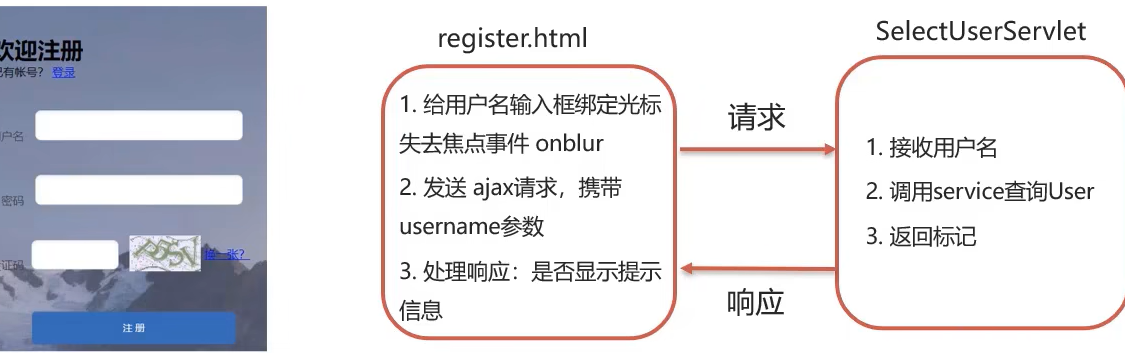 欢迎注册
已有帐号? 登录
户名
密码
证码
换一张?
注册
register.html
1. 给用户名输入框绑定光标
失去焦点事件 onblur
2. 发送 ajax请求，携带
username参数
3. 处理响应：是否显示提示
信息
请求
响应
SelectUserServlet
1. 接收用户名
2. 调用service查询User
3. 返回标记